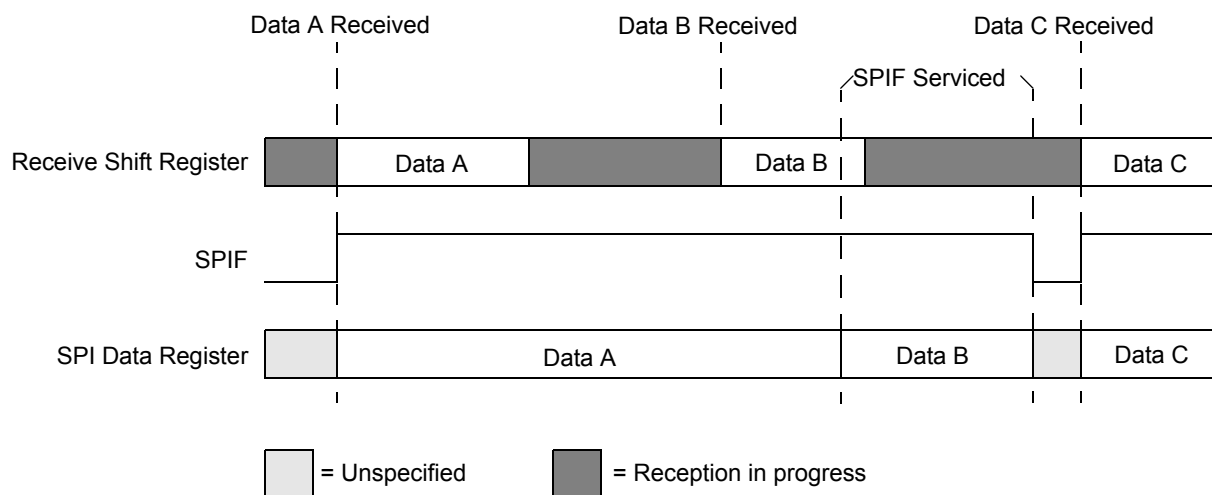 Data A Received
Data B Received
Data C Received
SPIF Serviced
Receive Shift Register
Data A
Data B
Data C
SPIF
SPI Data Register
Data A
Data B
Data C
= Unspecified
= Reception in progress